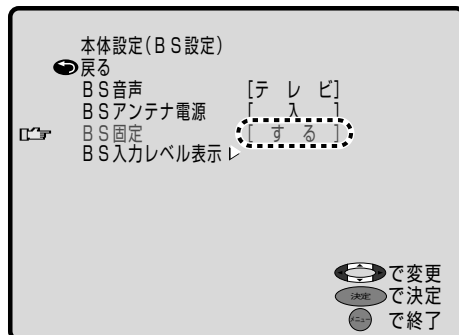 本体設定(BS設定)
戻る
BS音声 [テレビ]
BSアンテナ電源 [入]
BS固定 [する]
BS入力レベル表示
で変更
決定 で決定
メニュー で終了